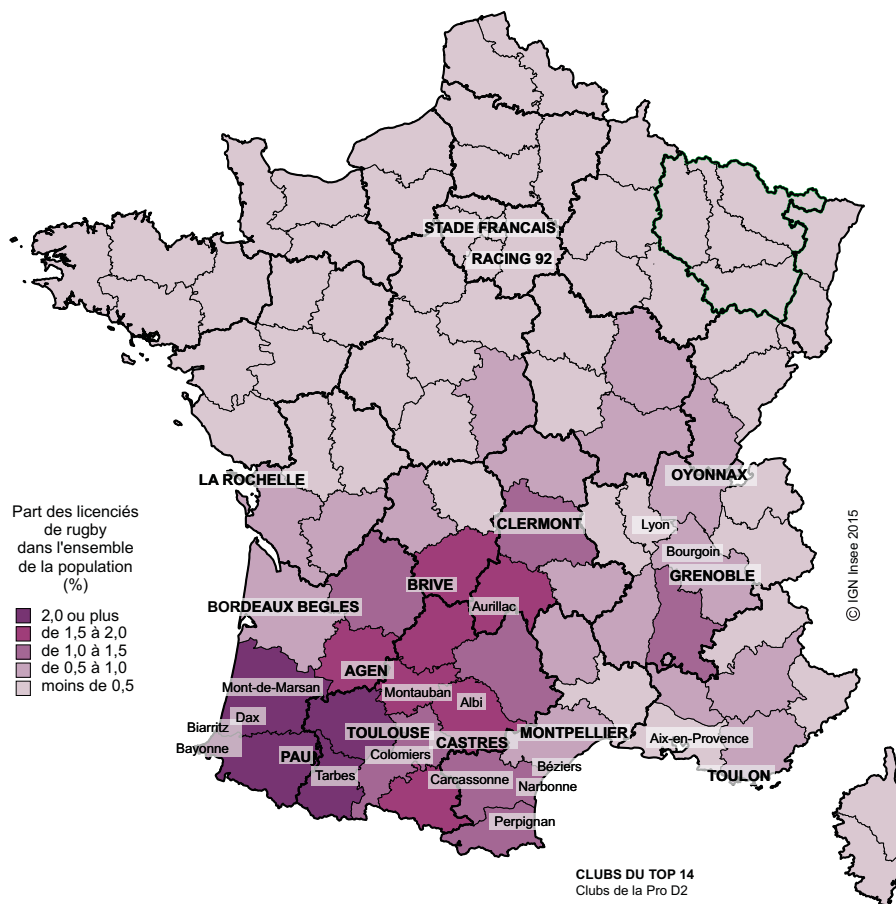 STADE FRANCAIS
RACING 92
LA ROCHELLE
OYONNAX
Part des licenciés
de rugby
dans l'ensemble
de la population
(%)
2,0 ou plus
de 1,5 à 2,0
de 1,0 à 1,5
de 0,5 à 1,0
moins de 0,5
CLERMONT
Lyon
Bourgoin
GRENOBLE
BRIVE
BORDEAUX BEGLES
Aurillac
AGEN
Mont-de-Marsan
Montauban
Albi
Dax
Biarritz
Bayonne
PAU
TOULOUSE
Colomiers
CASTRES
MONTPELLIER
Aix-en-Provence
Tarbes
Carcassonne
Béziers
Narbonne
TOULON
Perpignan
© IGN Insee 2015
CLUBS DU TOP 14
Clubs de la Pro D2